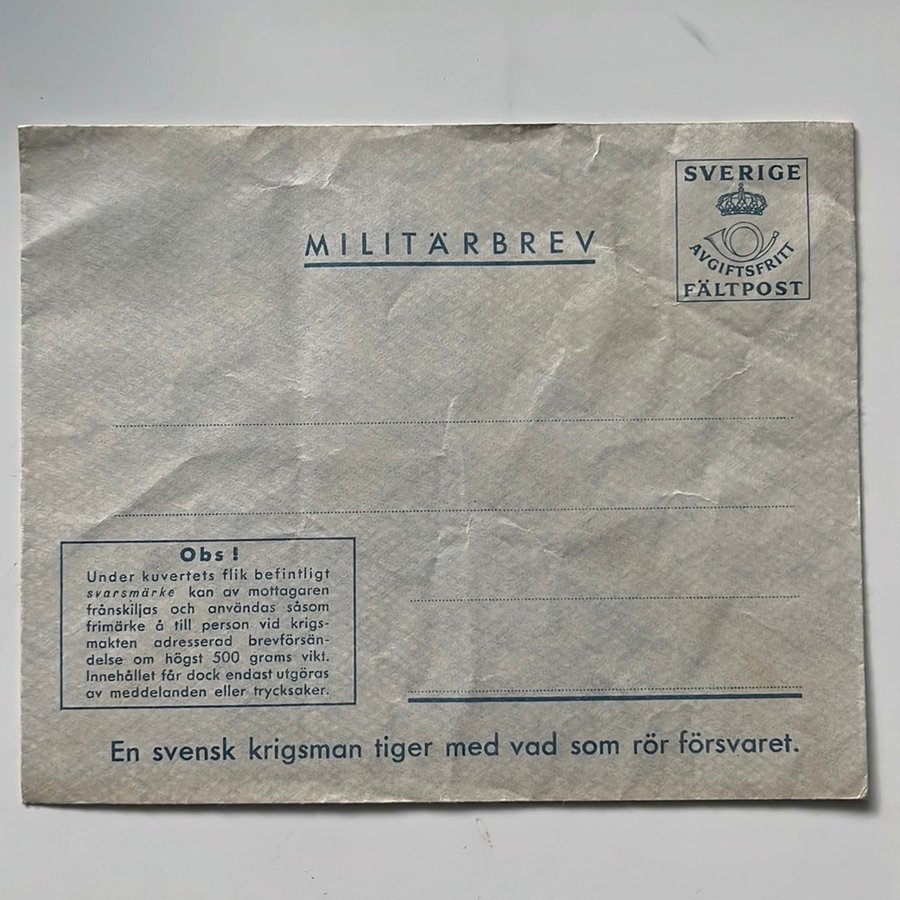 SVERIGE
AVGIFTSFRITT
FÄLTPOST
MILITÄRBREV
Obs!
Under kuvertets flik befintligt
svarsmärke kan av mottagaren
frånskiljas och användas såsom
frimärke å till person vid krigs-
makten adresserad brevförsän-
delse om högst 500 grams vikt.
Innehållet får dock endast utgöras
av meddelanden eller trycksaker.
En svensk krigsman tiger med vad som rör försvaret.